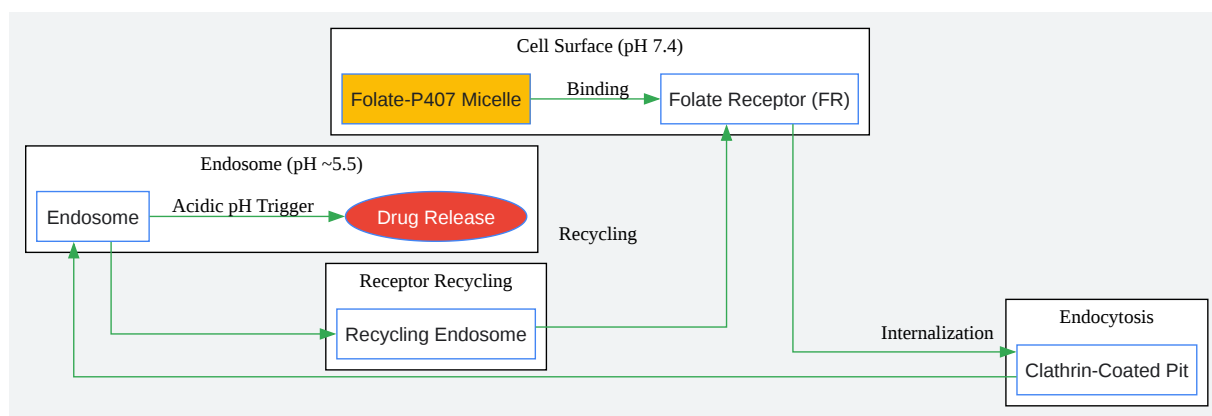 Cell Surface (pH 7.4)
Folate-P407 Micelle
Binding
Folate Receptor (FR)
Endosome (pH ~5.5)
Endosome
Acidic pH Trigger
Drug Release
Recycling
Receptor Recycling
Recycling Endosome
Endocytosis
Internalization
Clathrin-Coated Pit